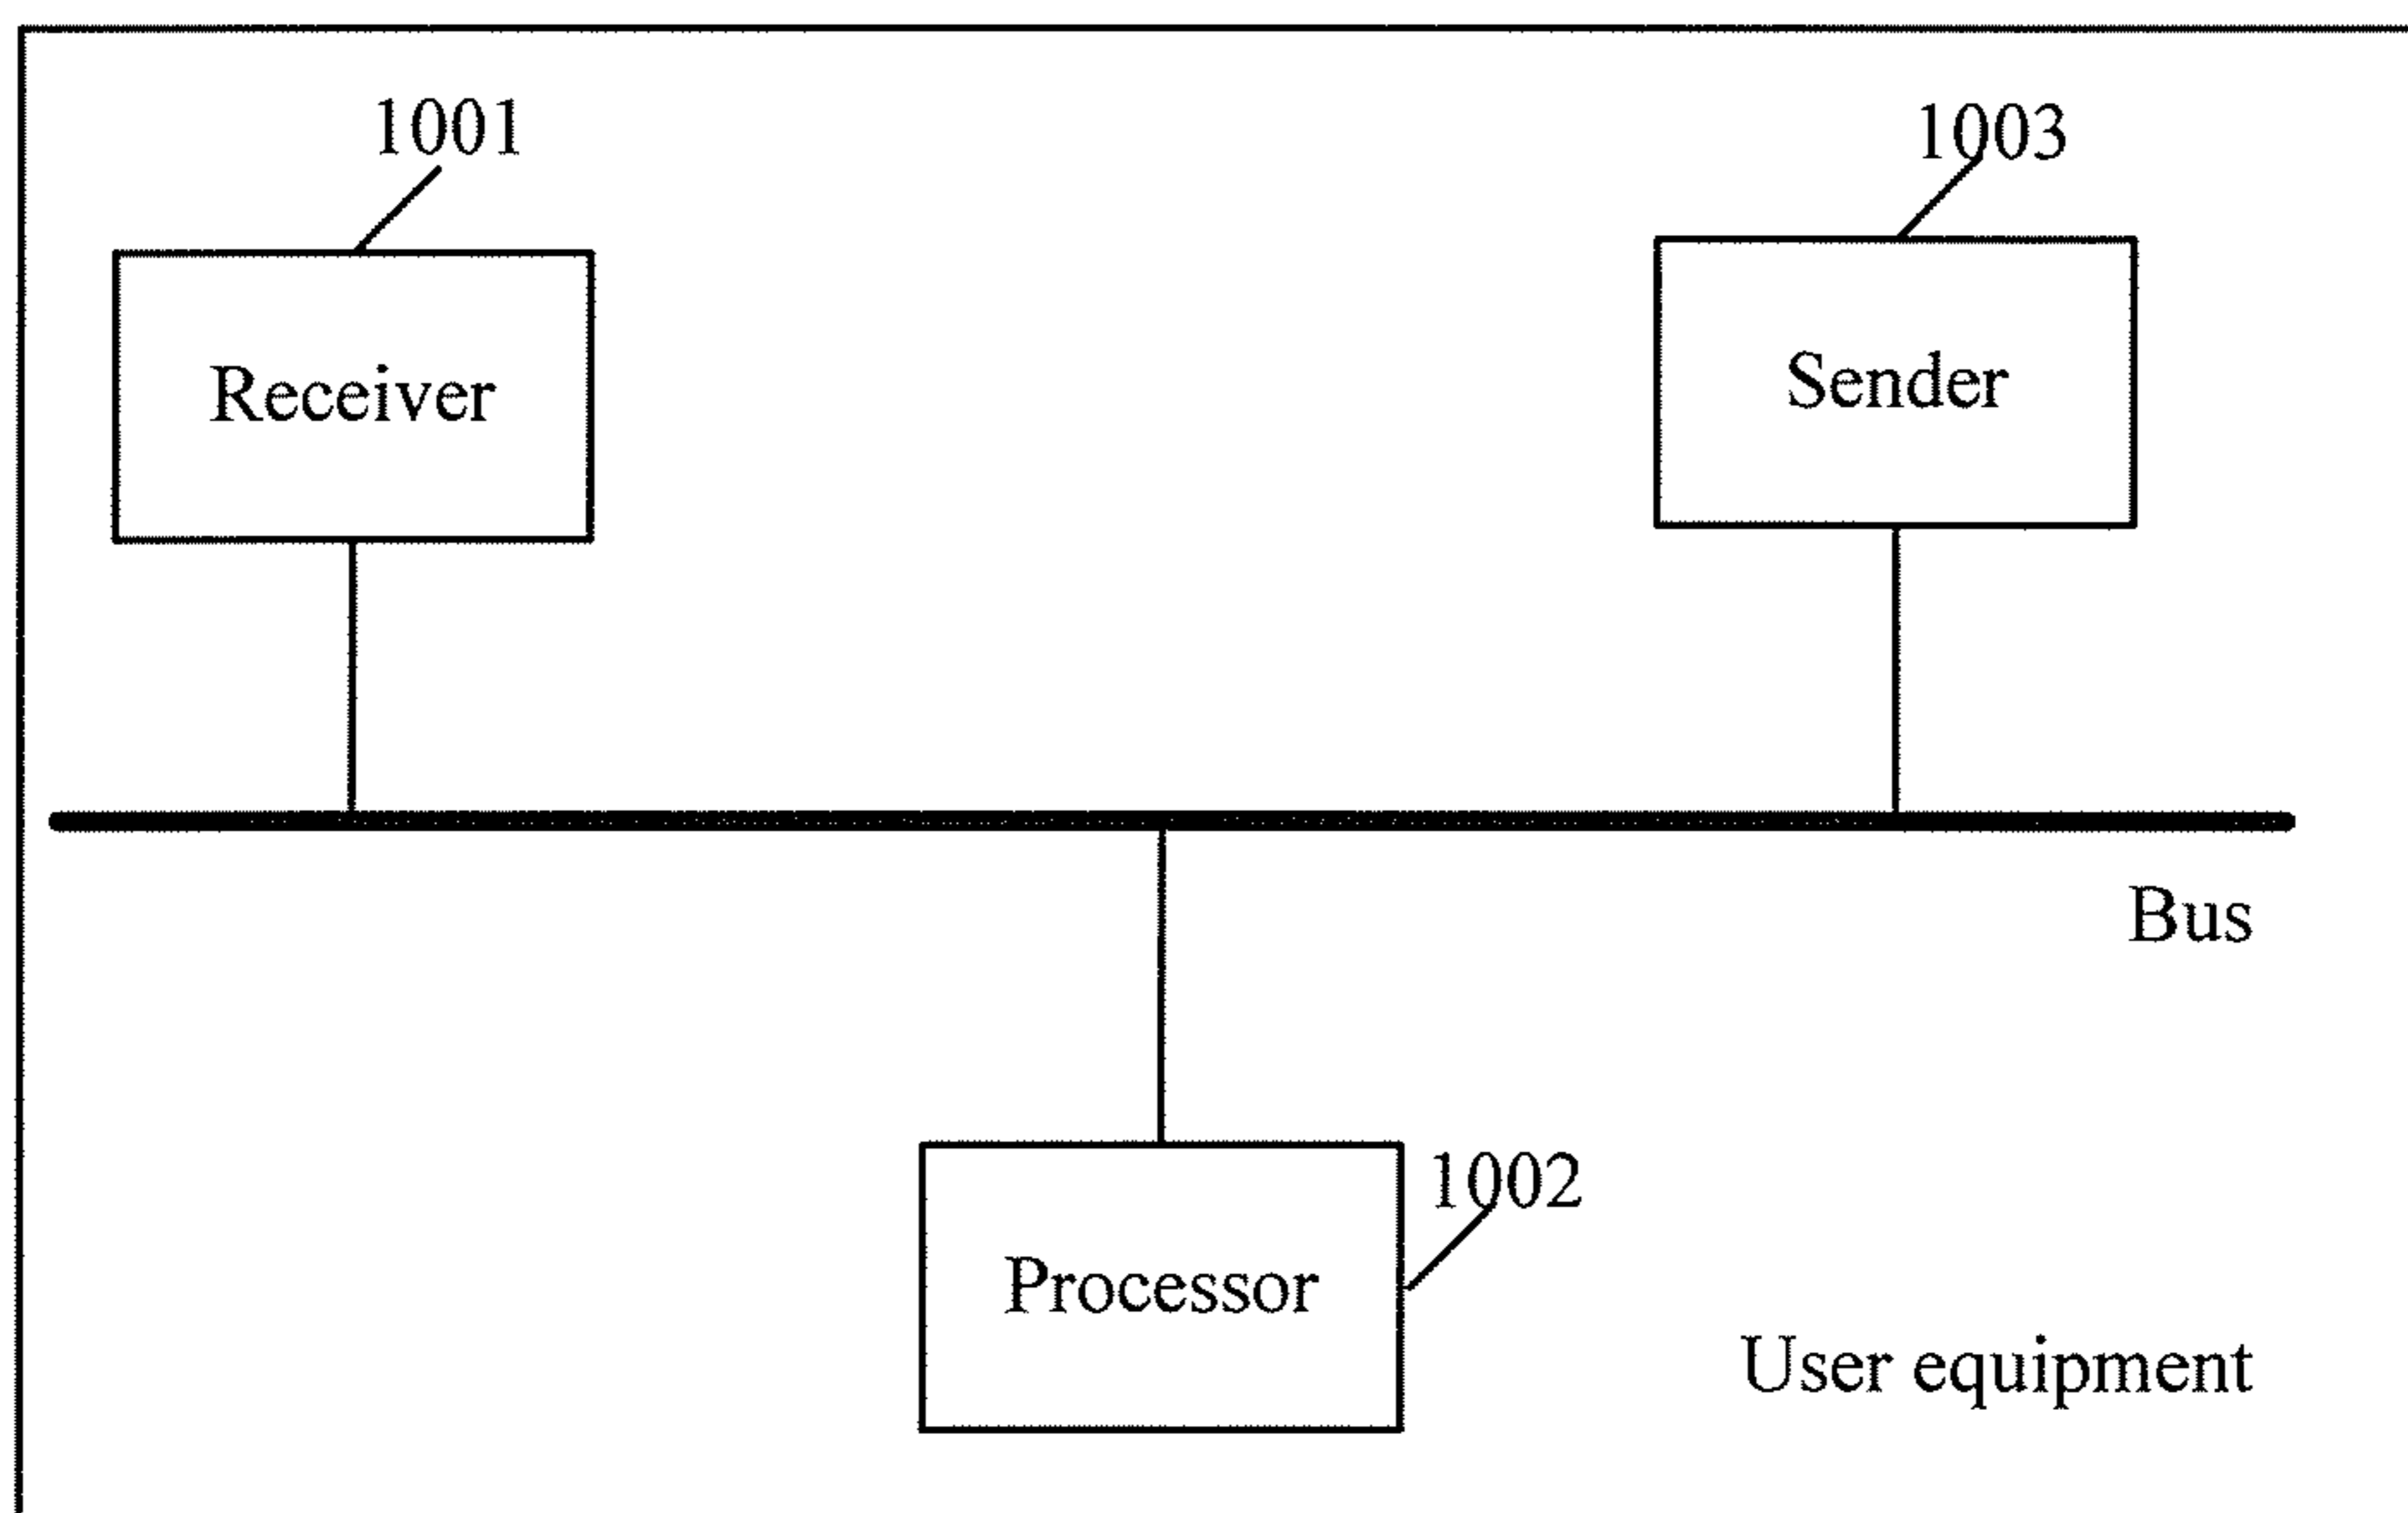 1001
1003
Receiver
Sender
Bus
1002
Processor
User equipment